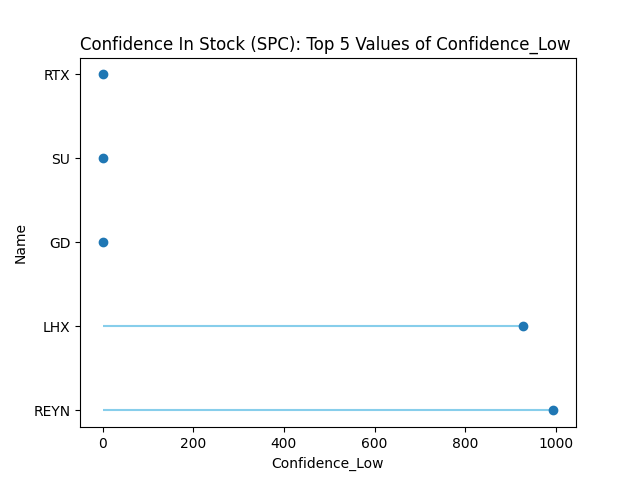 Confidence In Stock (SPC): Top 5 Values of Confidence_Low
RTX
SU
GD
LHX
REYN
Name
0 200 400 600 800 1000
Confidence_Low